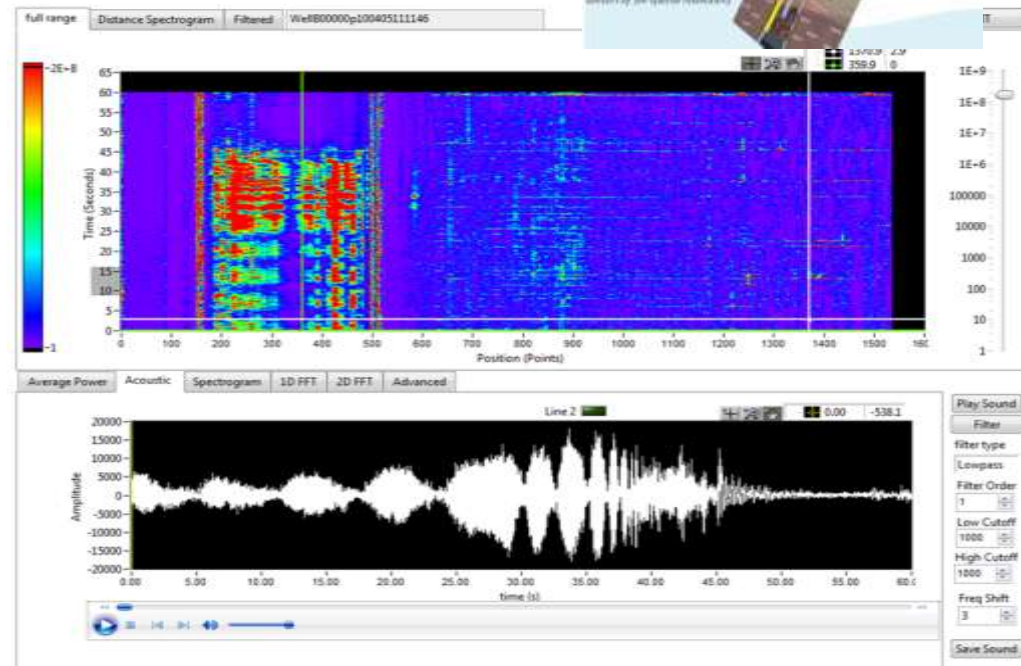 full range
Distance Spectrogram
Filtered
WellB00000p100405111146
1370.9 2.9
359.9 0
~2E+8
~1
65
60
55
50
45
40
35
30
25
20
15
10
5
0
Time (Seconds)
0 100 200 300 400 500 600 700 800 900 1000 1100 1200 1300 1400 1500
Position (Points)
1E+9
1E+8
1E+7
1E+6
100000
10000
1000
100
10
1
Average Power
Acoustic
Spectrogram
1D FFT
2D FFT
Advanced
Line 2
0.00 -538.1
20000
15000
10000
5000
0
-5000
-10000
-15000
-20000
Amplitude
0.00 5.00 10.00 15.00 20.00 25.00 30.00 35.00 40.00 45.00 50.00 55.00
time (s)
Play Sound
Filter
filter type
Lowpass
Filter Order
1
Low Cutoff
1000
High Cutoff
1000
Freq Shift
3
Save Sound